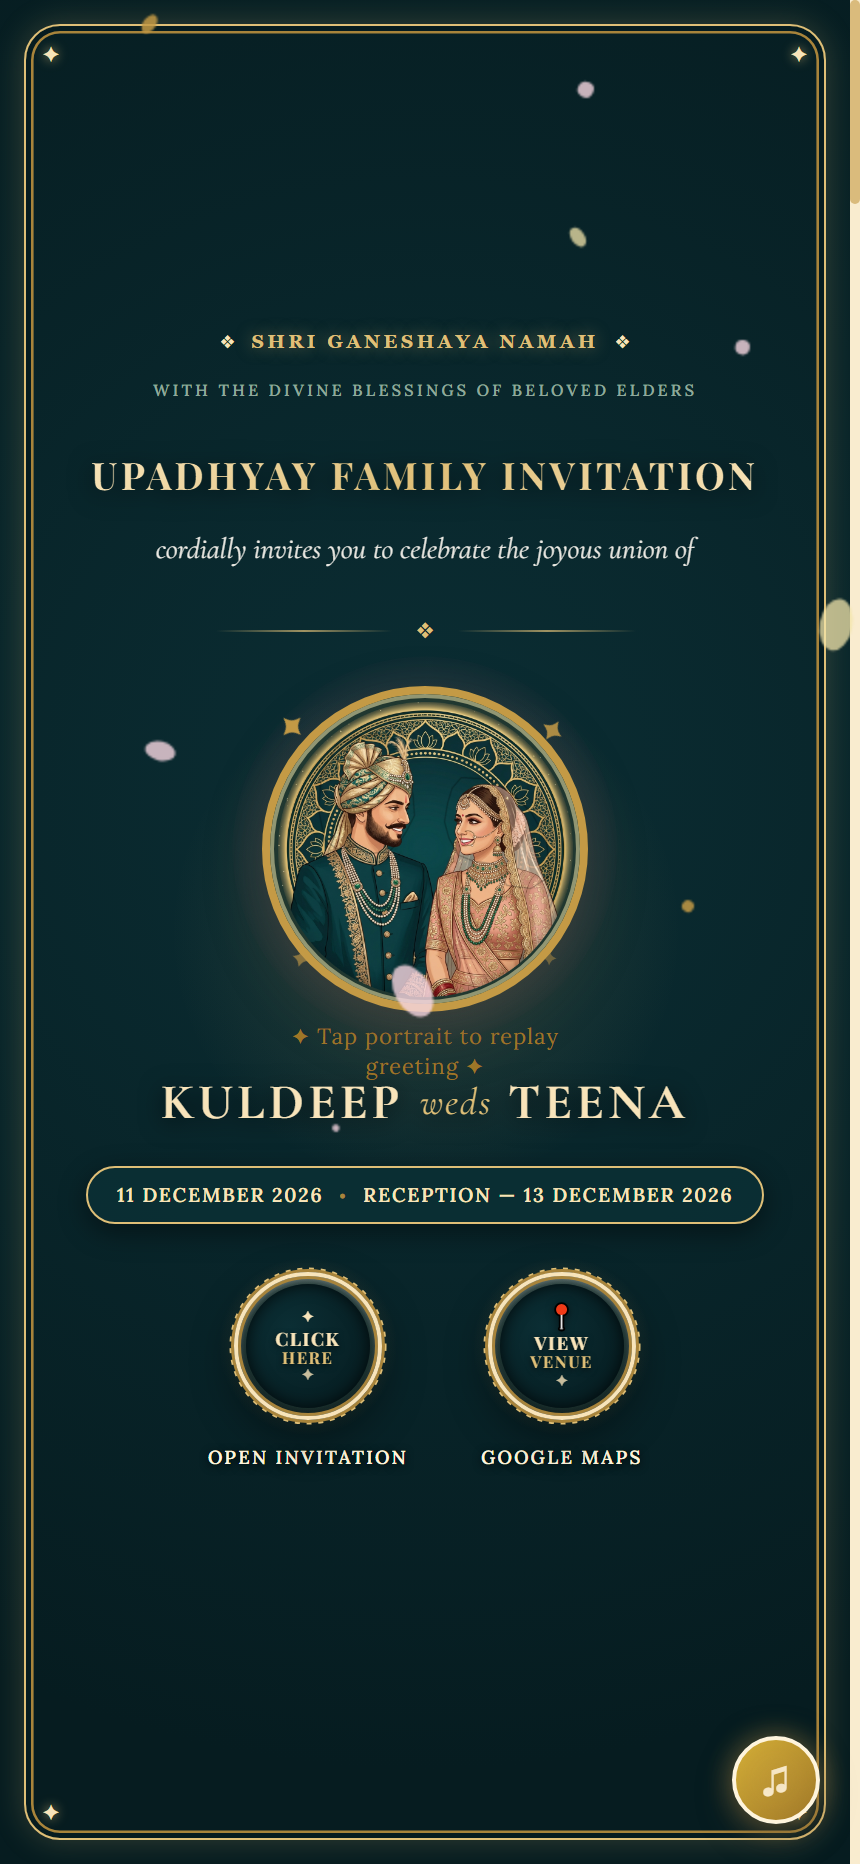 ❖ SHRI GANESHAYA NAMAH ❖
WITH THE DIVINE BLESSINGS OF BELOVED ELDERS
UPADHYAY FAMILY INVITATION
cordially invites you to celebrate the joyous union of
✦ Tap portrait to replay
greeting ✦
KULDEEP weds TEENA
11 DECEMBER 2026 • RECEPTION — 13 DECEMBER 2026
CLICK
HERE
OPEN INVITATION
VIEW
VENUE
GOOGLE MAPS